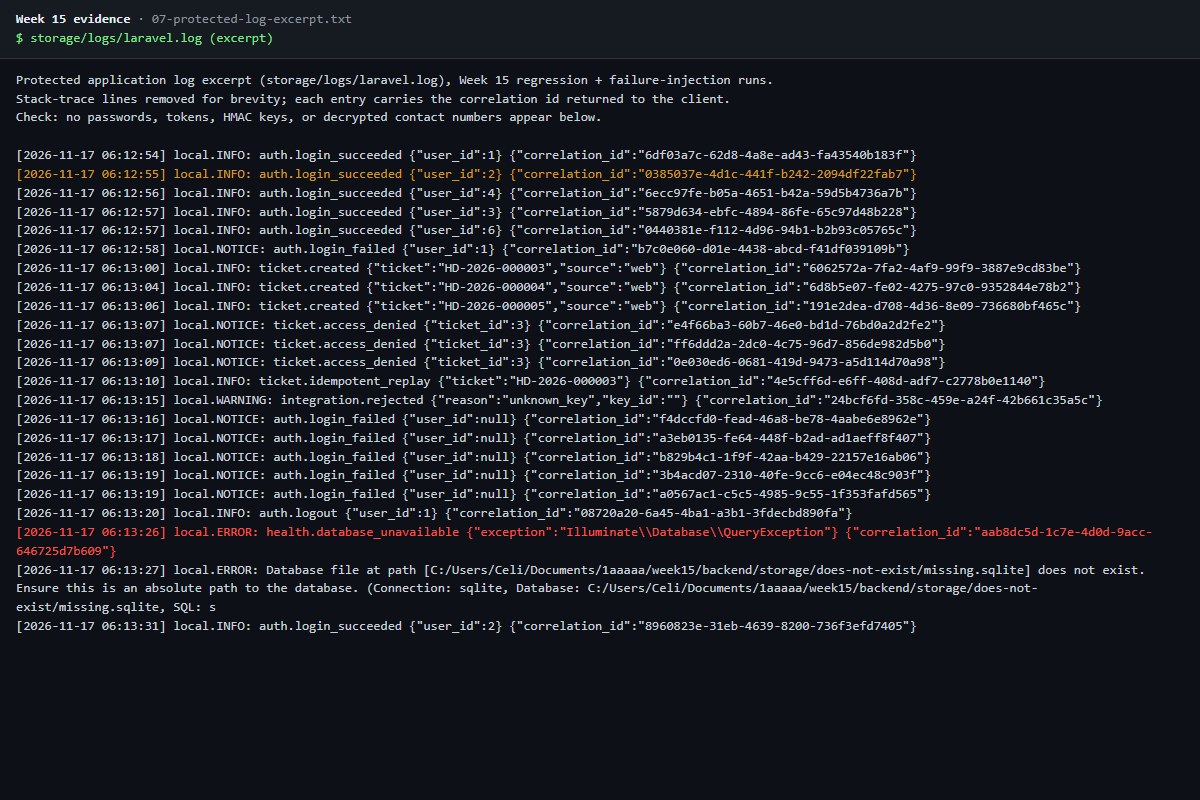 Week 15 evidence · 07-protected-log-excerpt.txt
$ storage/logs/laravel.log (excerpt)
Protected application log excerpt (storage/logs/laravel.log), Week 15 regression + failure-injection runs.
Stack-trace lines removed for brevity; each entry carries the correlation id returned to the client.
Check: no passwords, tokens, HMAC keys, or decrypted contact numbers appear below.
[2026-11-17 06:12:54] local.INFO: auth.login_succeeded {"user_id":1} {"correlation_id":"6df03a7c-62d8-4a8e-ad43-fa43540b183f"}
[2026-11-17 06:12:55] local.INFO: auth.login_succeeded {"user_id":2} {"correlation_id":"0385037e-4d1c-441f-b242-2094df22fab7"}
[2026-11-17 06:12:56] local.INFO: auth.login_succeeded {"user_id":4} {"correlation_id":"6ecc97fe-b05a-4651-b42a-59d5b4736a7b"}
[2026-11-17 06:12:57] local.INFO: auth.login_succeeded {"user_id":3} {"correlation_id":"5879d634-ebfc-4894-86fe-65c97d48b228"}
[2026-11-17 06:12:57] local.INFO: auth.login_succeeded {"user_id":6} {"correlation_id":"0440381e-f112-4d96-94b1-b2b93c05765c"}
[2026-11-17 06:12:58] local.NOTICE: auth.login_failed {"user_id":1} {"correlation_id":"b7c0e060-d01e-4438-abcd-f41df039109b"}
[2026-11-17 06:13:00] local.INFO: ticket.created {"ticket":"HD-2026-000003","source":"web"} {"correlation_id":"6062572a-7fa2-4af9-99f9-3887e9cd83be"}
[2026-11-17 06:13:04] local.INFO: ticket.created {"ticket":"HD-2026-000004","source":"web"} {"correlation_id":"6d8b5e07-fe02-4275-97c0-9352844e78b2"}
[2026-11-17 06:13:06] local.INFO: ticket.created {"ticket":"HD-2026-000005","source":"web"} {"correlation_id":"191e2dea-d708-4d36-8e09-736680bf465c"}
[2026-11-17 06:13:07] local.NOTICE: ticket.access_denied {"ticket_id":3} {"correlation_id":"e4f66ba3-60b7-46e0-bd1d-76bd0a2d2fe2"}
[2026-11-17 06:13:07] local.NOTICE: ticket.access_denied {"ticket_id":3} {"correlation_id":"ff6ddd2a-2dc0-4c75-96d7-856de982d5b0"}
[2026-11-17 06:13:09] local.NOTICE: ticket.access_denied {"ticket_id":3} {"correlation_id":"0e030ed6-0681-419d-9473-a5d114d70a98"}
[2026-11-17 06:13:10] local.INFO: ticket.idempotent_replay {"ticket":"HD-2026-000003"} {"correlation_id":"4e5cff6d-e6ff-408d-adf7-c2778b0e1140"}
[2026-11-17 06:13:15] local.WARNING: integration.rejected {"reason":"unknown_key","key_id":""} {"correlation_id":"24bcf6fd-358c-459e-a24f-42b661c35a5c"}
[2026-11-17 06:13:16] local.NOTICE: auth.login_failed {"user_id":null} {"correlation_id":"f4dccfd0-fead-46a8-be78-4aabe6e8962e"}
[2026-11-17 06:13:17] local.NOTICE: auth.login_failed {"user_id":null} {"correlation_id":"a3eb0135-fe64-448f-b2ad-ad1aeff8f407"}
[2026-11-17 06:13:18] local.NOTICE: auth.login_failed {"user_id":null} {"correlation_id":"b829b4c1-1f9f-42aa-b429-22157e16ab06"}
[2026-11-17 06:13:19] local.NOTICE: auth.login_failed {"user_id":null} {"correlation_id":"3b4acd07-2310-40fe-9cc6-e04ec48c903f"}
[2026-11-17 06:13:19] local.NOTICE: auth.login_failed {"user_id":null} {"correlation_id":"a0567ac1-c5c5-4985-9c55-1f353fafd565"}
[2026-11-17 06:13:20] local.INFO: auth.logout {"user_id":1} {"correlation_id":"08720a20-6a45-4ba1-a3b1-3fdecbd890fa"}
[2026-11-17 06:13:26] local.ERROR: health.database_unavailable {"exception":"Illuminate\\Database\\QueryException"} {"correlation_id":"aab8dc5d-1c7e-4d0d-9acc-
646725d7b609"}
[2026-11-17 06:13:27] local.ERROR: Database file at path [C:/Users/Celi/Documents/1aaaaa/week15/backend/storage/does-not-exist/missing.sqlite] does not exist.
Ensure this is an absolute path to the database. (Connection: sqlite, Database: C:/Users/Celi/Documents/1aaaaa/week15/backend/storage/does-not-
exist/missing.sqlite, SQL: s
[2026-11-17 06:13:31] local.INFO: auth.login_succeeded {"user_id":2} {"correlation_id":"8960823e-31eb-4639-8200-736f3efd7405"}